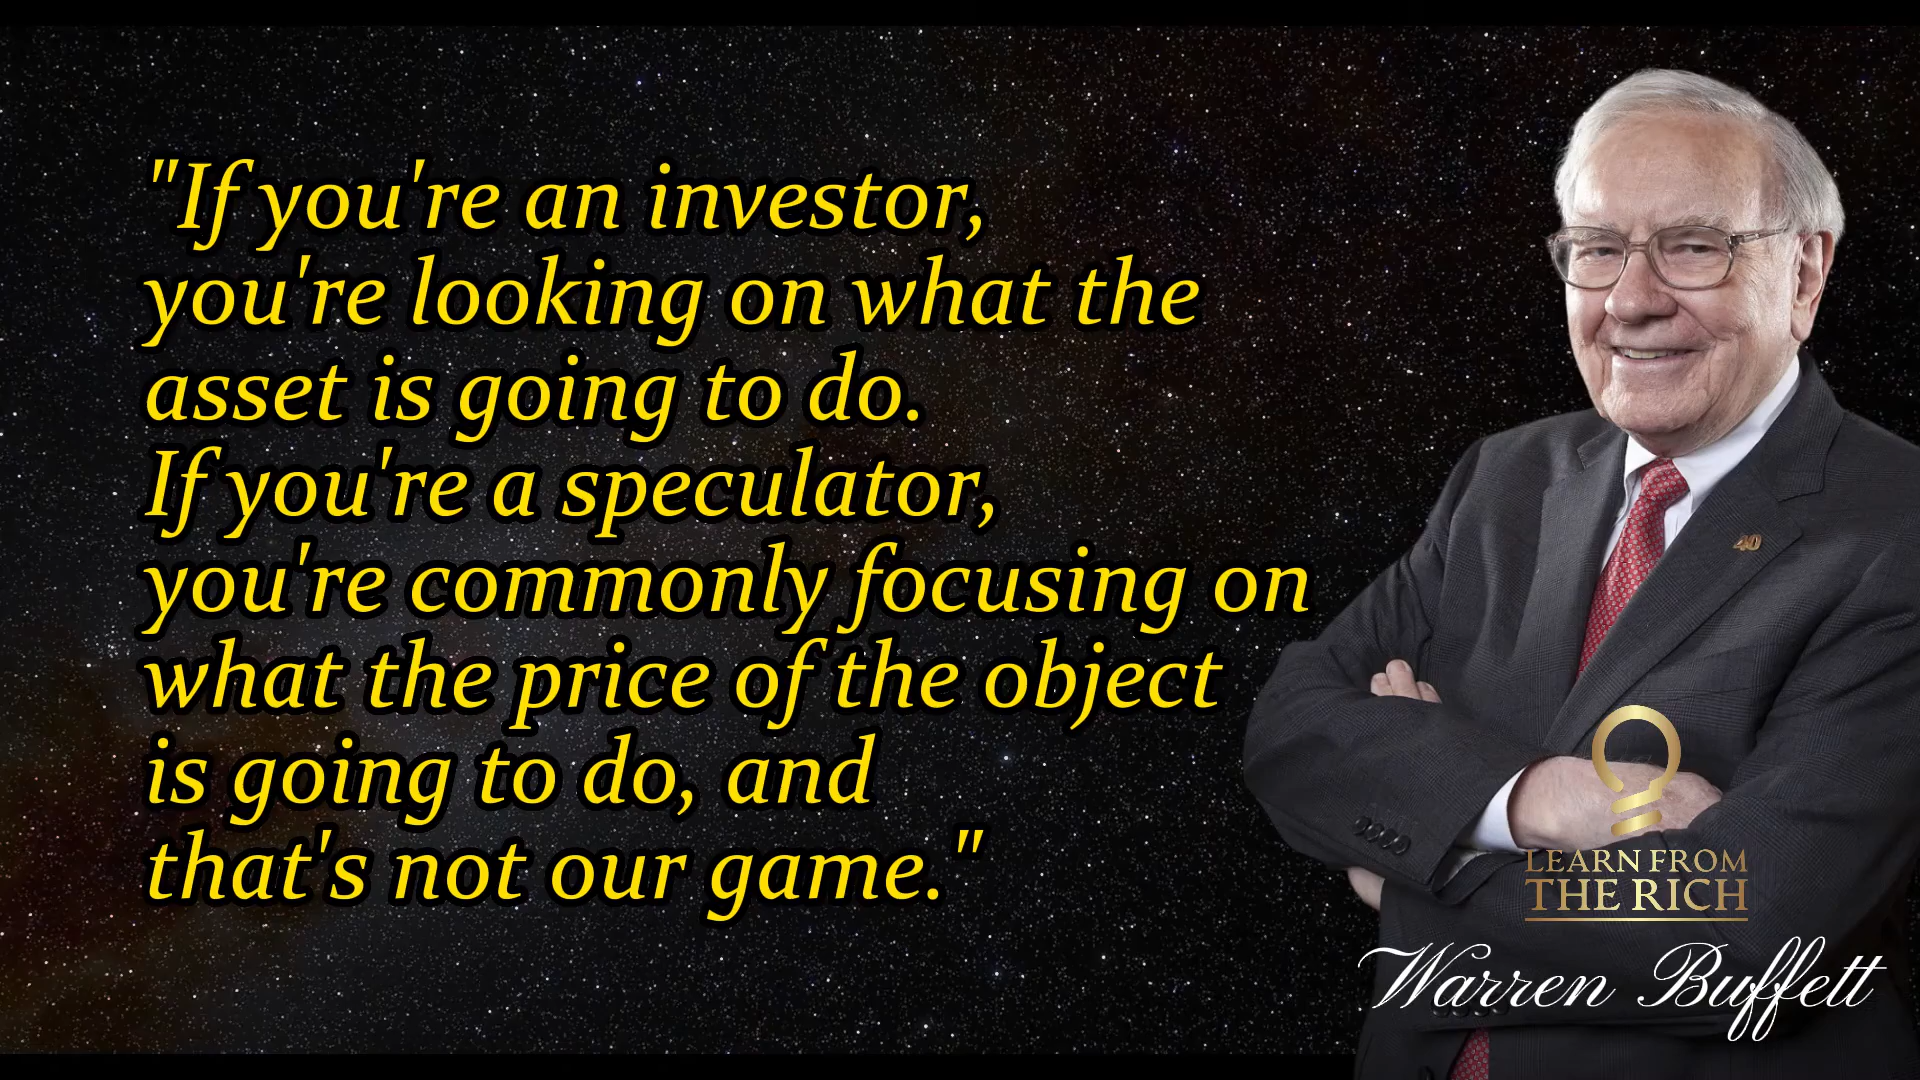 "If you're an investor,
you're looking on what the
asset is going to do.
If you're a speculator,
you're commonly focusing on
what the price of the object
is going to do, and
that's not our game."
40
LEARN FROM
THE RICH
Warren Buffett